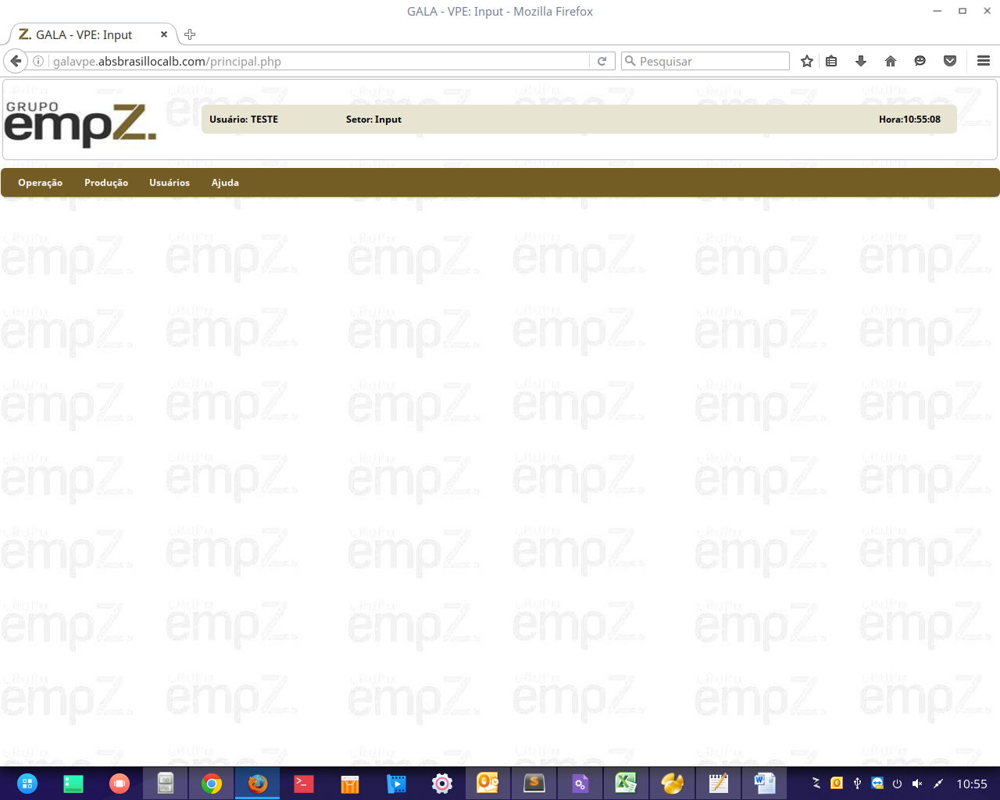 GALA - VPE: Input - Mozilla Firefox
GALA - VPE: Input
galavpe.absbrasillocalb.com/principal.php
Pesquisar
GRUPO
empZ.
Usuário: TESTE
Setor: Input
Hora:10:55:08
Operação
Produção
Usuários
Ajuda
10:55